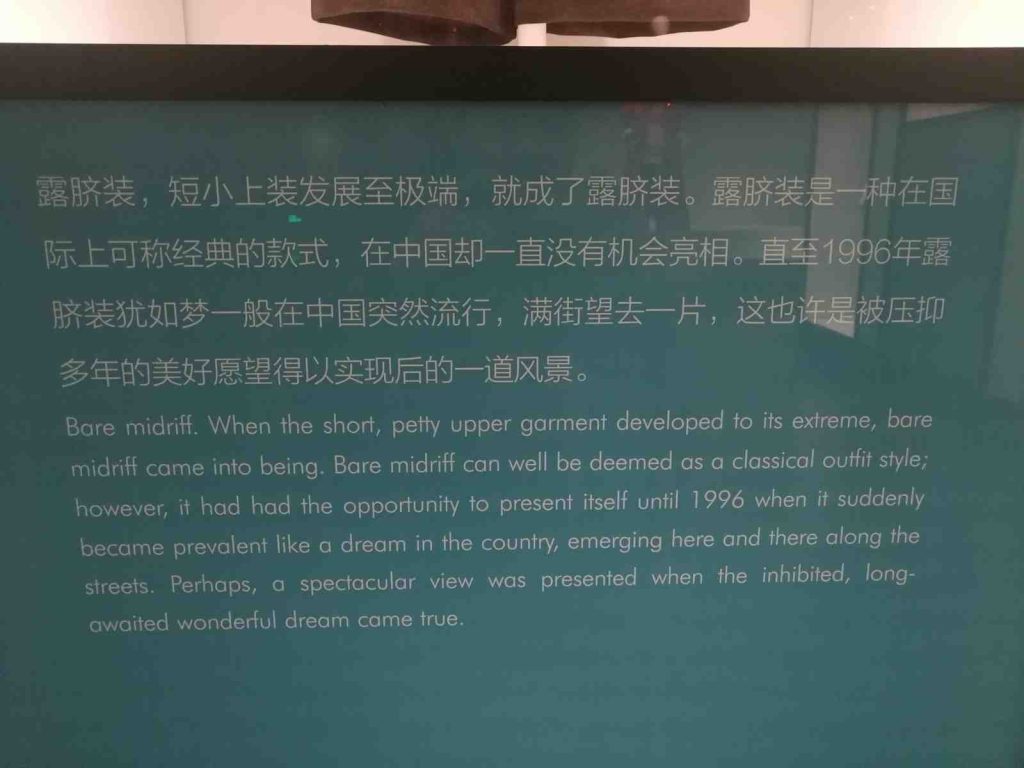 露脐装，短小上装发展至极端，就成了露脐装。露脐装是一种在国
际上可称经典的款式，在中国却一直没有机会亮相。直至1996年露
脐装犹如梦一般在中国突然流行，满街望去一片，这也许是被压抑
多年的美好愿望得以实现后的一道风景。
Bare midriff. When the short, petty upper garment developed to its extreme, bare
midriff came into being. Bare midriff can well be deemed as a classical outfit style;
however, it had had the opportunity to present itself until 1996 when it suddenly
became prevalent like a dream in the country, emerging here and there along the
streets. Perhaps, a spectacular view was presented when the inhibited, long-
awaited wonderful dream came true.